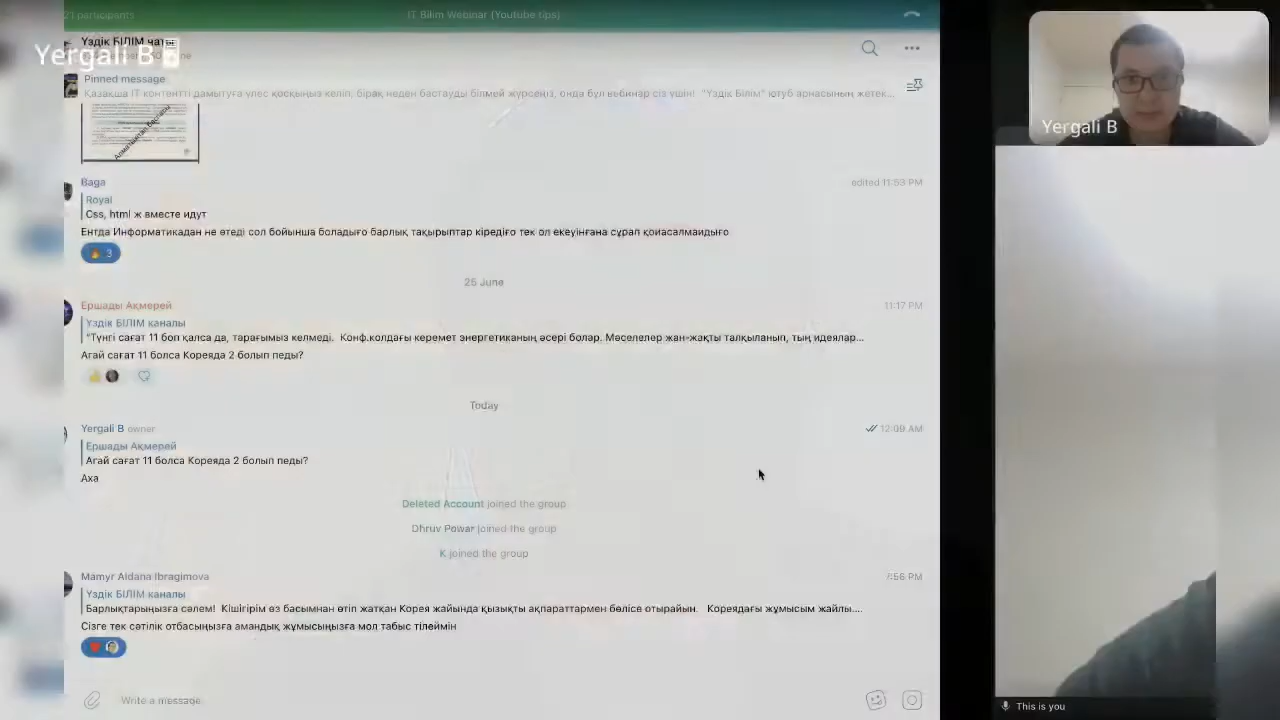 21 participants
IT Bilim Webinar (Youtube tips)
Үздік БІЛІМ чаты
Yergali B
Pinned message
Қазақша IT контентті дамытуға үлес қосқыңыз келіп, бірақ неден бастауды білмей жүрсеңіз, онда бұл вебинар сіз үшін! "Үздік Білім" ютуб арнасының жетек...
Baga
edited 11:53 PM
Royal
Css, html ж вместе идут
Ентда Информатикадан не өтеді сол бойынша боладығо барлық тақырыптар кіредіғо тек ол екеуінғана сұрап қоиасалмаидығо
3
25 June
Ершады Ақмерей
11:17 PM
Үздік БІЛІМ каналы
"Түнгі сағат 11 боп қалса да, тарағымыз келмеді. Конф.колдағы керемет энергетиканың әсері болар. Мәселелер жан-жақты талқыланып, тың идеялар...
Ағай сағат 11 болса Кореяда 2 болып педы?
Today
Yergali B owner
12:09 AM
Ершады Ақмерей
Ағай сағат 11 болса Кореяда 2 болып педы?
Аха
Deleted Account joined the group
Dhruv Powar joined the group
K joined the group
Mamyr Aidana Ibragimova
7:56 PM
Үздік БІЛІМ каналы
Барлықтарыңызға сәлем! Кішігірім өз басымнан өтіп жатқан Корея жайында қызықты ақпараттармен бөлісе отырайын. Кореядағы жұмысым жайлы....
Сізге тек сәтілік отбасыңызға амандық жұмысыңызға мол табыс тілеймін
Write a message
Yergali B
This is you